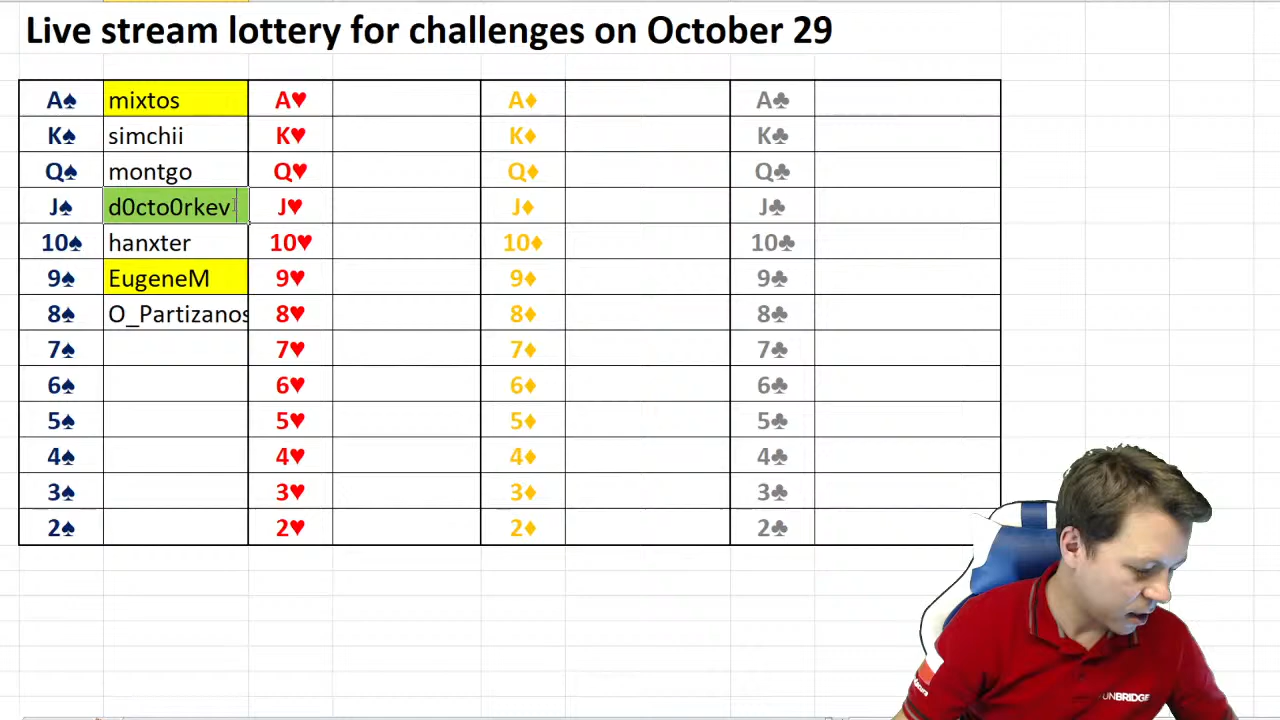 Live stream lottery for challenges on October 29
A♠ mixtos A♥ A♦ A♣
K♠ simchii K♥ K♦ K♣
Q♠ montgo Q♥ Q♦ Q♣
J♠ d0cto0rkev J♥ J♦ J♣
10♠ hanxter 10♥ 10♦ 10♣
9♠ EugeneM 9♥ 9♦ 9♣
8♠ O_Partizanos 8♥ 8♦ 8♣
7♠ 7♥ 7♦ 7♣
6♠ 6♥ 6♦ 6♣
5♠ 5♥ 5♦ 5♣
4♠ 4♥ 4♦ 4♣
3♠ 3♥ 3♦ 3♣
2♠ 2♥ 2♦ 2♣
UNBRIDGE